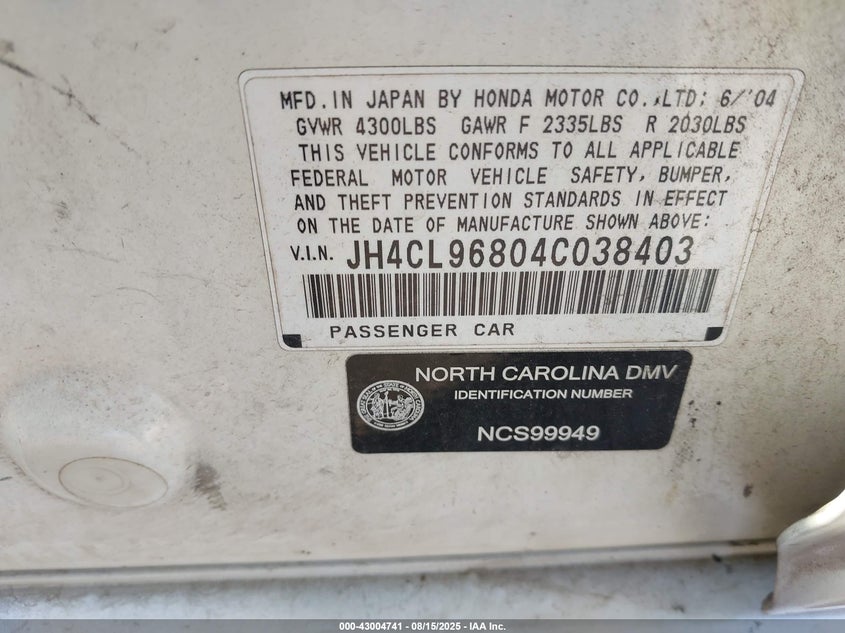 MFD.IN JAPAN BY HONDA MOTOR CO.,LTD: 6/'04
GVWR 4300LBS GAWR F 2335LBS R 2030LBS
THIS VEHICLE CONFORMS TO ALL APPLICABLE
FEDERAL MOTOR VEHICLE SAFETY, BUMPER,
AND THEFT PREVENTION STANDARDS IN EFFECT
ON THE DATE OF MANUFACTURE SHOWN ABOVE:
V.I.N. JH4CL96804C038403
PASSENGER CAR
NORTH CAROLINA DMV
IDENTIFICATION NUMBER
NCS99949
000-43004741 - 08/15/2025 - IAA Inc.